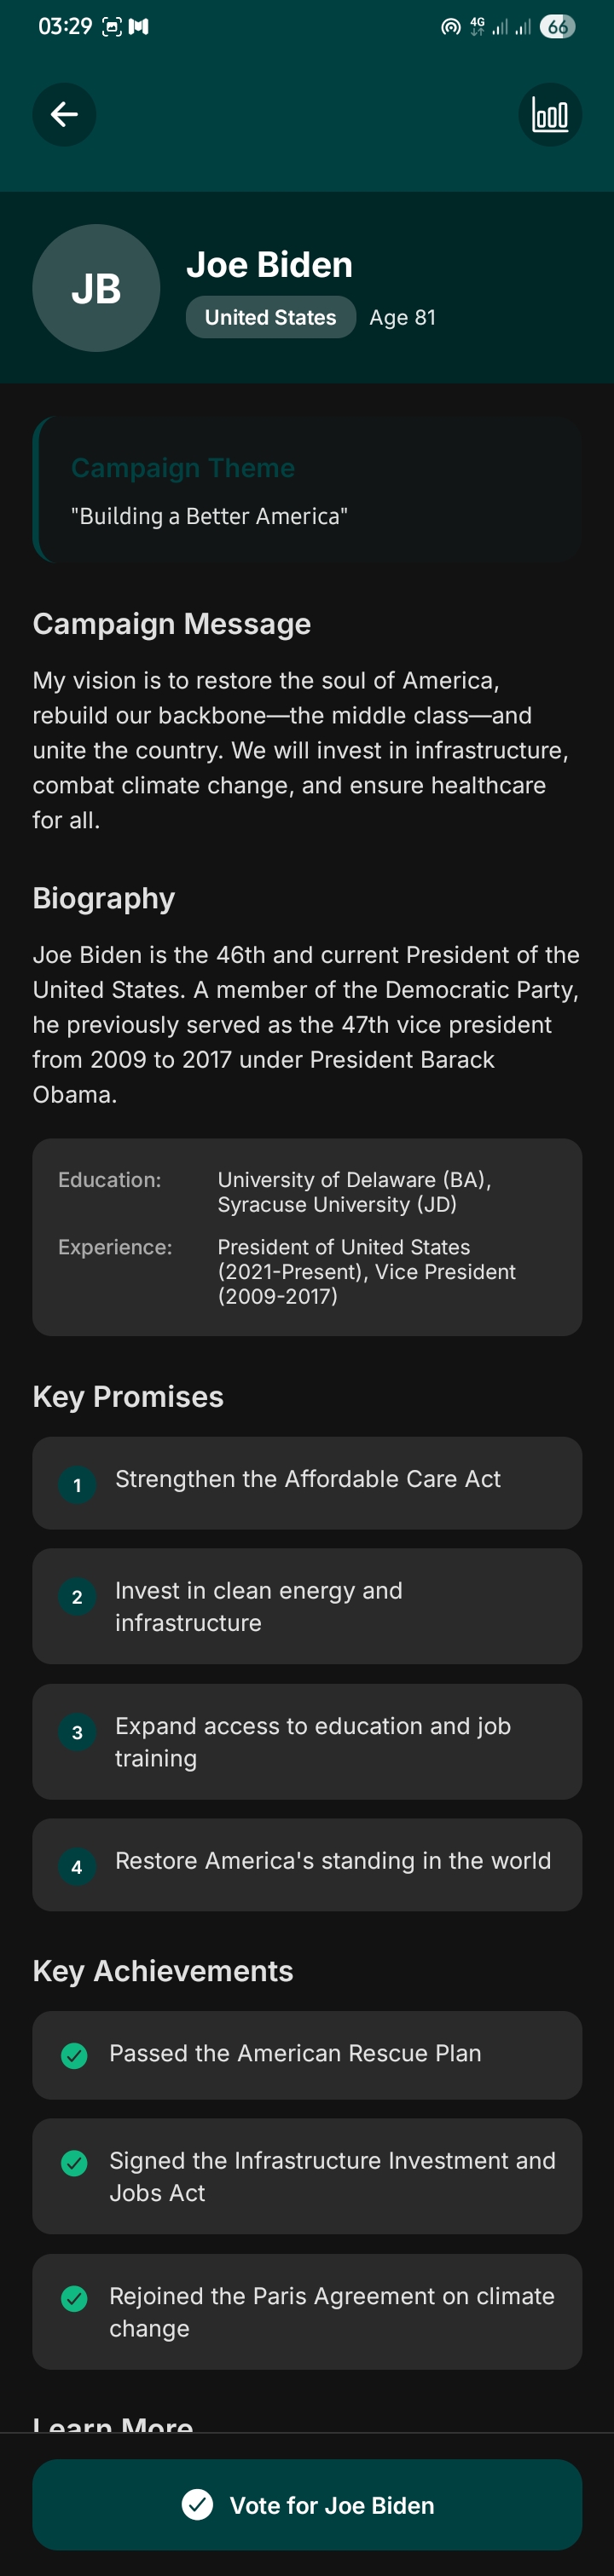 03:29
4G
66
JB
Joe Biden
United States
Age 81
Campaign Theme
"Building a Better America"
Campaign Message
My vision is to restore the soul of America,
rebuild our backbone—the middle class—and
unite the country. We will invest in infrastructure,
combat climate change, and ensure healthcare
for all.
Biography
Joe Biden is the 46th and current President of the
United States. A member of the Democratic Party,
he previously served as the 47th vice president
from 2009 to 2017 under President Barack
Obama.
Education:
University of Delaware (BA),
Syracuse University (JD)
Experience:
President of United States
(2021-Present), Vice President
(2009-2017)
Key Promises
1 Strengthen the Affordable Care Act
2 Invest in clean energy and
infrastructure
3 Expand access to education and job
training
4 Restore America's standing in the world
Key Achievements
Passed the American Rescue Plan
Signed the Infrastructure Investment and
Jobs Act
Rejoined the Paris Agreement on climate
change
Learn More
Vote for Joe Biden